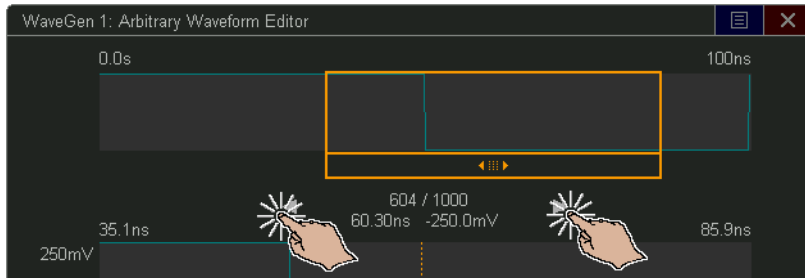 WaveGen 1: Arbitrary Waveform Editor
0.0s 100ns
604 / 1000
60.30ns -250.0mV
35.1ns 85.9ns
250mV